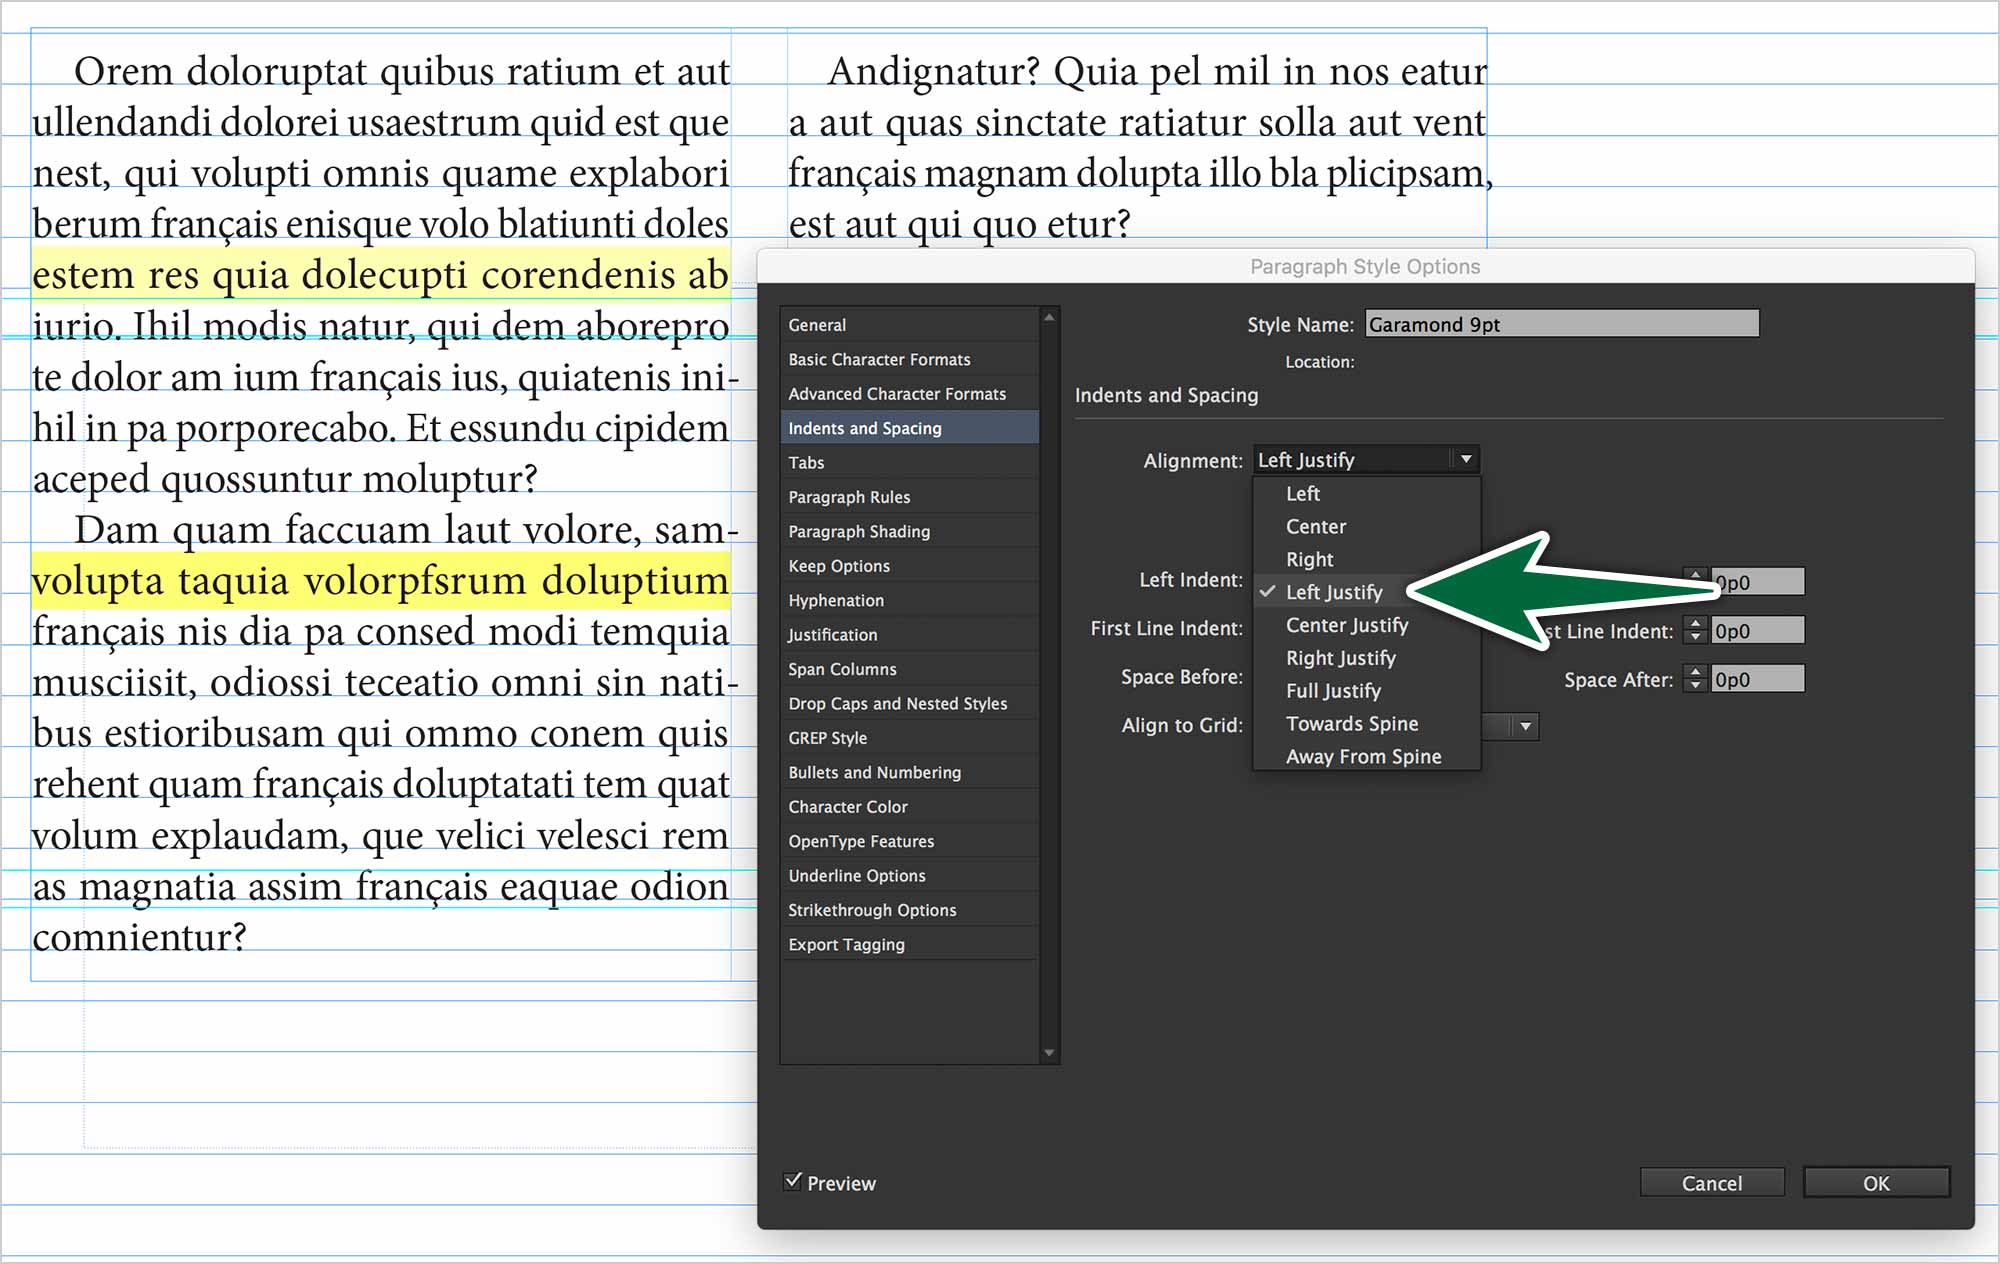 Orem doloruptat quibus ratium et aut
ullendandi dolorei usaestrum quid est que
nest, qui volupti omnis quame explabori
berum français enisque volo blatiunti doles
estem res quia dolecupti corendenis ab
iurio. Ihil modis natur, qui dem aborepro
te dolor am ium français ius, quiatenis ini-
hil in pa porporecabo. Et essundu cipidem
aceped quossuntur moluptur?
Dam quam faccuam laut volore, sam-
volupta taquia volorpfsrum doluptium
français nis dia pa consed modi temquia
musciisit, odiossi teceatio omni sin nati-
bus estioribusam qui ommo conem quis
rehent quam français doluptatati tem quat
volum explaudam, que velici velesci rem
as magnatia assim français eaquae odion
comnientur?
Andignatur? Quia pel mil in nos eatur
a aut quas sinctate ratiatur solla aut vent
français magnam dolupta illo bla plicipsam,
est aut qui quo etur?
Paragraph Style Options
General
Basic Character Formats
Advanced Character Formats
Indents and Spacing
Tabs
Paragraph Rules
Paragraph Shading
Keep Options
Hyphenation
Justification
Span Columns
Drop Caps and Nested Styles
GREP Style
Bullets and Numbering
Character Color
OpenType Features
Underline Options
Strikethrough Options
Export Tagging
Style Name: Garamond 9pt
Location:
Indents and Spacing
Alignment: Left Justify
Left
Center
Right
Left Justify
Center Justify
Right Justify
Full Justify
Towards Spine
Away From Spine
Left Indent:
0p0
First Line Indent:
st Line Indent: 0p0
Space Before:
Space After: 0p0
Align to Grid:
Preview
Cancel
OK